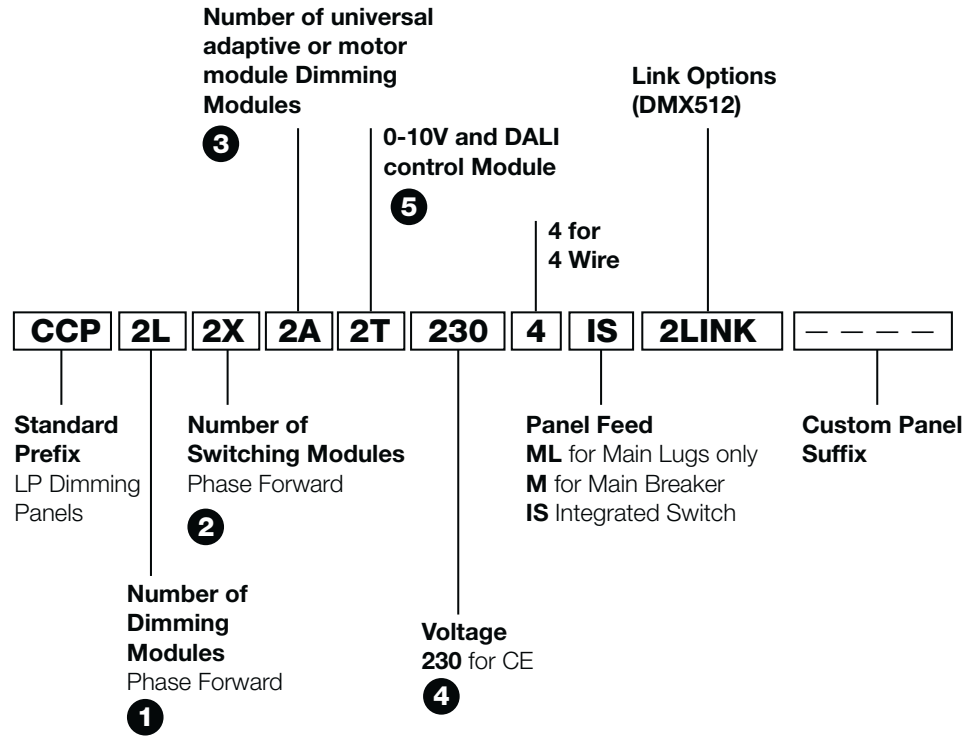 Number of universal
adaptive or motor
module Dimming
Modules
3
Link Options
(DMX512)
0-10V and DALI
control Module
5
4 for
4 Wire
CCP 2L 2X 2A 2T 230 4 IS 2LINK _ _ _ _
Standard
Prefix
LP Dimming
Panels
Number of
Switching Modules
Phase Forward
2
Panel Feed
ML for Main Lugs only
M for Main Breaker
IS Integrated Switch
Custom Panel
Suffix
Number of
Dimming
Modules
Phase Forward
1
Voltage
230 for CE
4